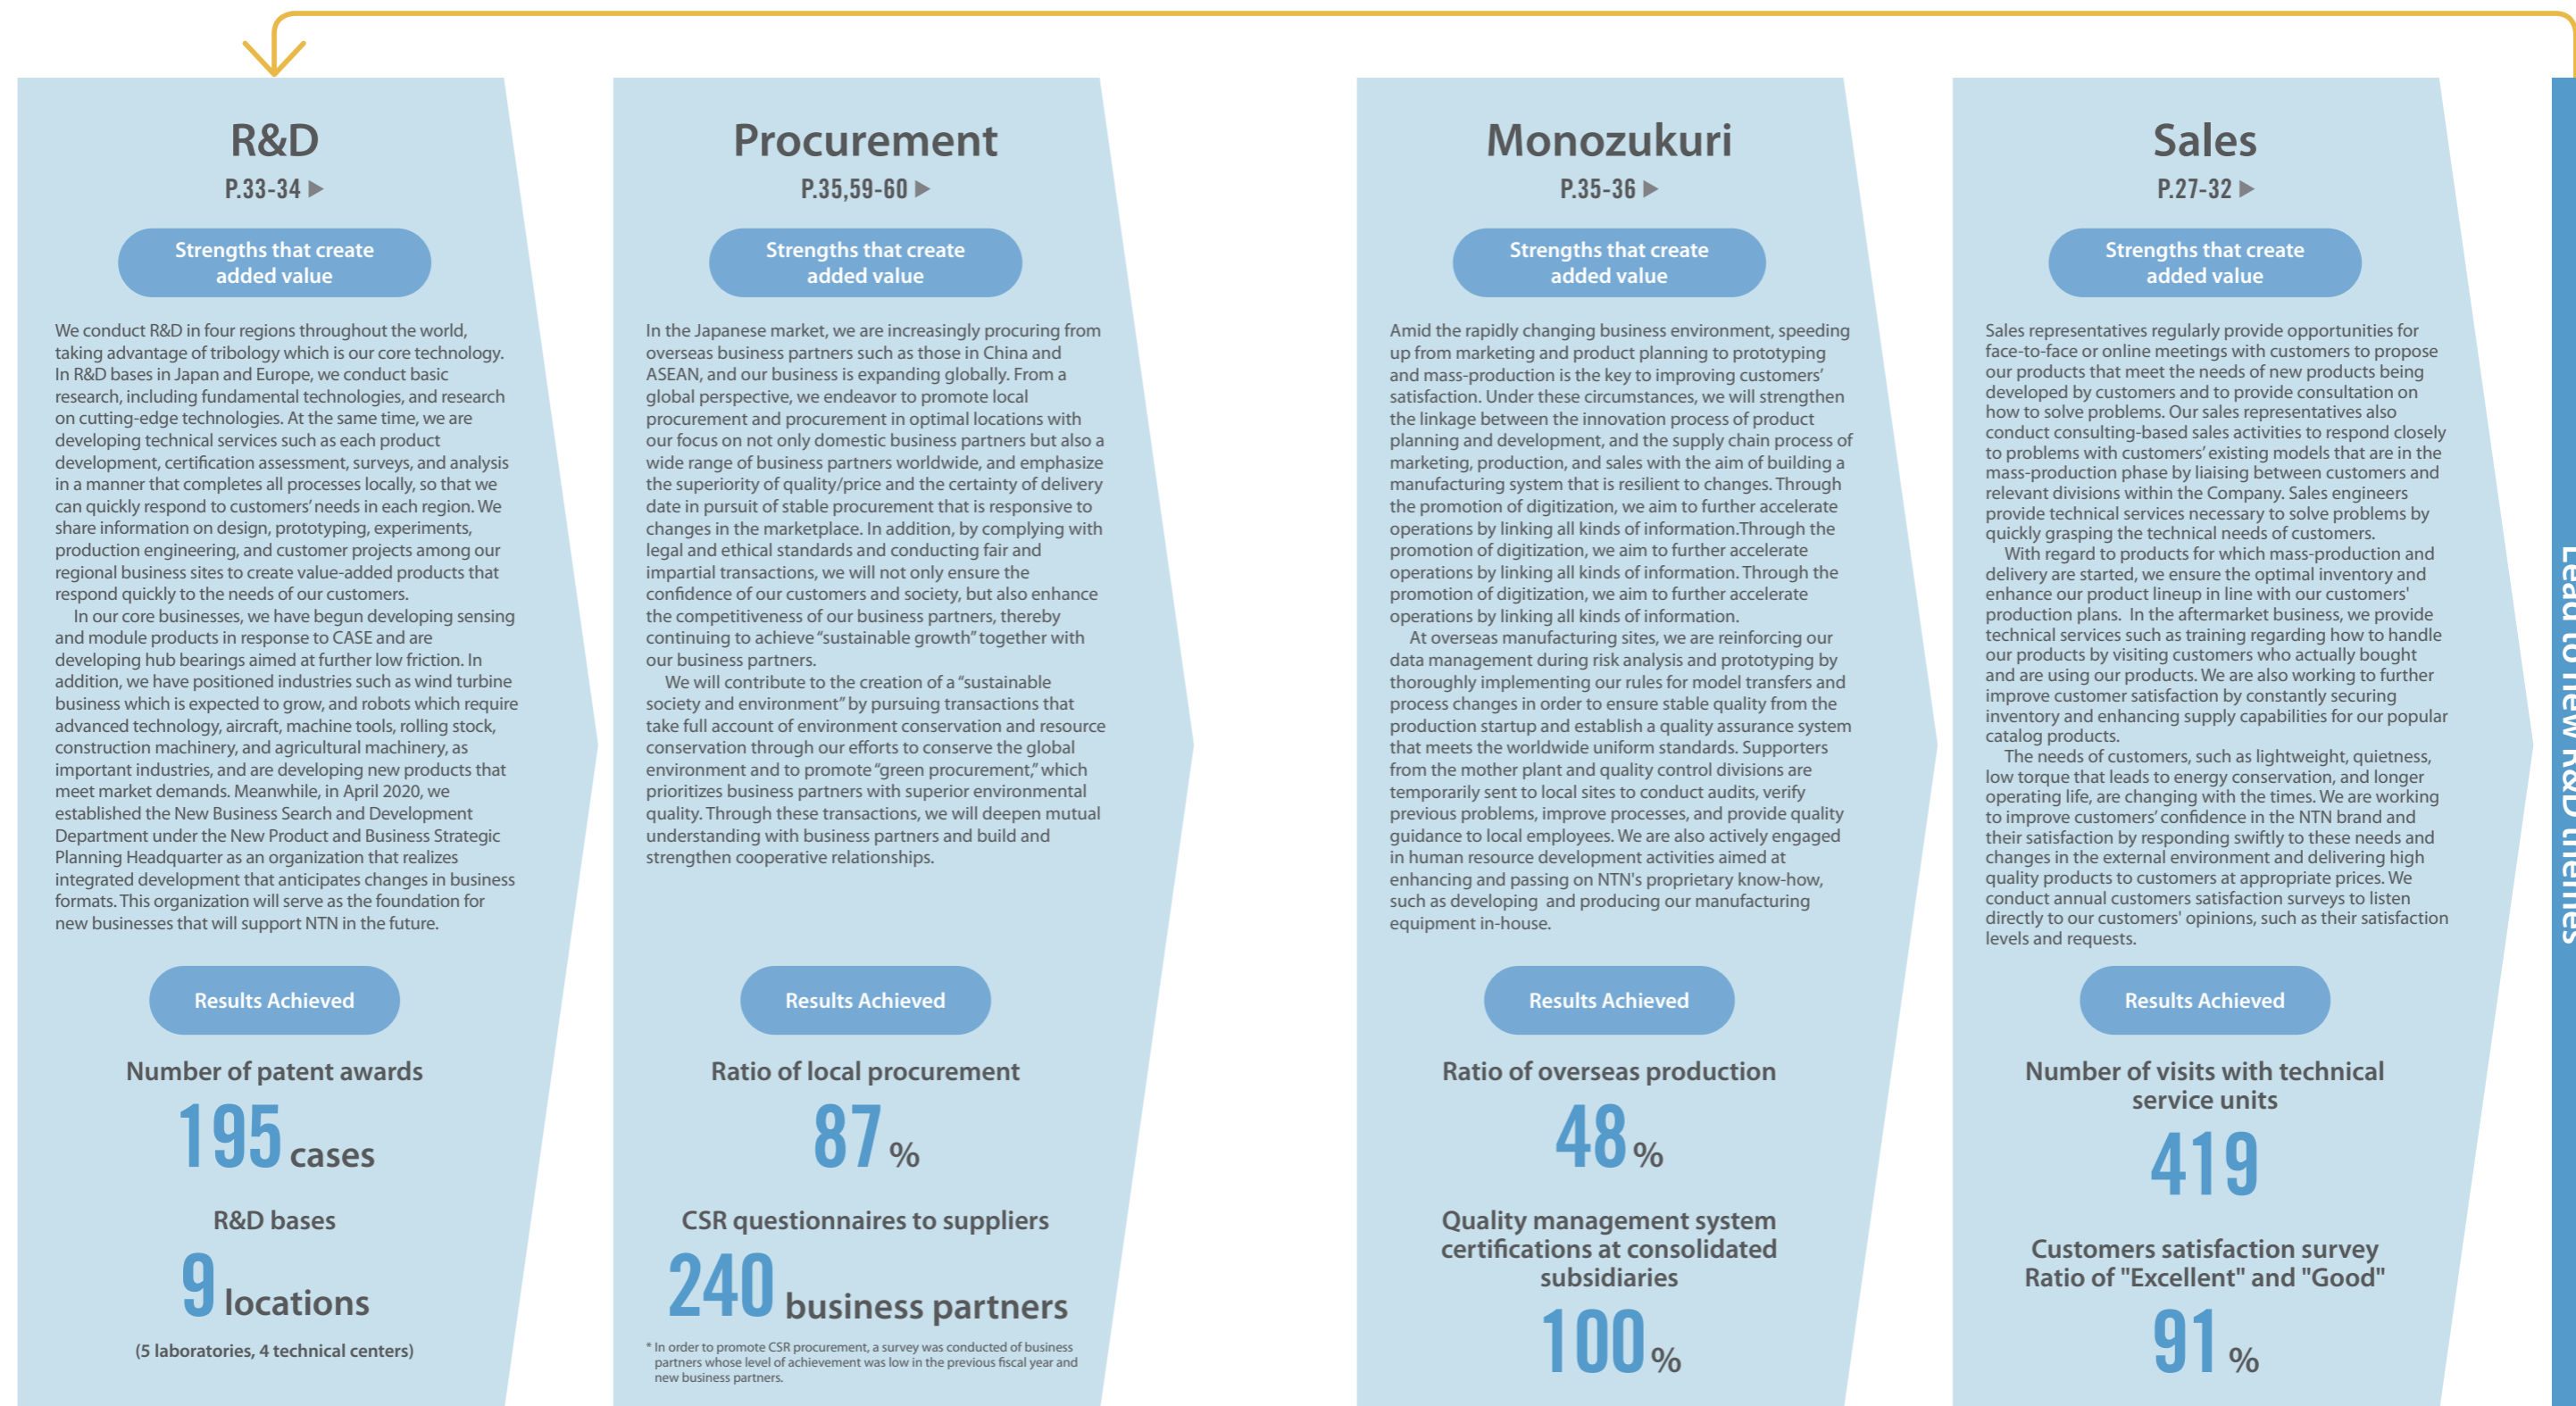 R&D
P.33-34 ▶
Strengths that create
added value
We conduct R&D in four regions throughout the world,
taking advantage of tribology which is our core technology.
In R&D bases in Japan and Europe, we conduct basic
research, including fundamental technologies, and research
on cutting-edge technologies. At the same time, we are
developing technical services such as each product
development, certification assessment, surveys, and analysis
in a manner that completes all processes locally, so that we
can quickly respond to customers' needs in each region. We
share information on design, prototyping, experiments,
production engineering, and customer projects among our
regional business sites to create value-added products that
respond quickly to the needs of our customers.
In our core businesses, we have begun developing sensing
and module products in response to CASE and are
developing hub bearings aimed at further low friction. In
addition, we have positioned industries such as wind turbine
business which is expected to grow, and robots which require
advanced technology, aircraft, machine tools, rolling stock,
construction machinery, and agricultural machinery, as
important industries, and are developing new products that
meet market demands. Meanwhile, in April 2020, we
established the New Business Search and Development
Department under the New Product and Business Strategic
Planning Headquarter as an organization that realizes
integrated development that anticipates changes in business
formats. This organization will serve as the foundation for
new businesses that will support NTN in the future.
Results Achieved
Number of patent awards
195 cases
R&D bases
9 locations
(5 laboratories, 4 technical centers)
Procurement
P.35,59-60 ▶
Strengths that create
added value
In the Japanese market, we are increasingly procuring from
overseas business partners such as those in China and
ASEAN, and our business is expanding globally. From a
global perspective, we endeavor to promote local
procurement and procurement in optimal locations with
our focus on not only domestic business partners but also a
wide range of business partners worldwide, and emphasize
the superiority of quality/price and the certainty of delivery
date in pursuit of stable procurement that is responsive to
changes in the marketplace. In addition, by complying with
legal and ethical standards and conducting fair and
impartial transactions, we will not only ensure the
confidence of our customers and society, but also enhance
the competitiveness of our business partners, thereby
continuing to achieve "sustainable growth" together with
our business partners.
We will contribute to the creation of a "sustainable
society and environment" by pursuing transactions that
take full account of environment conservation and resource
conservation through our efforts to conserve the global
environment and to promote "green procurement," which
prioritizes business partners with superior environmental
quality. Through these transactions, we will deepen mutual
understanding with business partners and build and
strengthen cooperative relationships.
Results Achieved
Ratio of local procurement
87 %
CSR questionnaires to suppliers
240 business partners
* In order to promote CSR procurement, a survey was conducted of business
partners whose level of achievement was low in the previous fiscal year and
new business partners.
Monozukuri
P.35-36 ▶
Strengths that create
added value
Amid the rapidly changing business environment, speeding
up from marketing and product planning to prototyping
and mass-production is the key to improving customers'
satisfaction. Under these circumstances, we will strengthen
the linkage between the innovation process of product
planning and development, and the supply chain process of
marketing, production, and sales with the aim of building a
manufacturing system that is resilient to changes. Through
the promotion of digitization, we aim to further accelerate
operations by linking all kinds of information.Through the
promotion of digitization, we aim to further accelerate
operations by linking all kinds of information. Through the
promotion of digitization, we aim to further accelerate
operations by linking all kinds of information.
At overseas manufacturing sites, we are reinforcing our
data management during risk analysis and prototyping by
thoroughly implementing our rules for model transfers and
process changes in order to ensure stable quality from the
production startup and establish a quality assurance system
that meets the worldwide uniform standards. Supporters
from the mother plant and quality control divisions are
temporarily sent to local sites to conduct audits, verify
previous problems, improve processes, and provide quality
guidance to local employees. We are also actively engaged
in human resource development activities aimed at
enhancing and passing on NTN's proprietary know-how,
such as developing and producing our manufacturing
equipment in-house.
Results Achieved
Ratio of overseas production
48 %
Quality management system
certifications at consolidated
subsidiaries
100 %
Sales
P.27-32 ▶
Strengths that create
added value
Sales representatives regularly provide opportunities for
face-to-face or online meetings with customers to propose
our products that meet the needs of new products being
developed by customers and to provide consultation on
how to solve problems. Our sales representatives also
conduct consulting-based sales activities to respond closely
to problems with customers' existing models that are in the
mass-production phase by liaising between customers and
relevant divisions within the Company. Sales engineers
provide technical services necessary to solve problems by
quickly grasping the technical needs of customers.
With regard to products for which mass-production and
delivery are started, we ensure the optimal inventory and
enhance our product lineup in line with our customers'
production plans. In the aftermarket business, we provide
technical services such as training regarding how to handle
our products by visiting customers who actually bought
and are using our products. We are also working to further
improve customer satisfaction by constantly securing
inventory and enhancing supply capabilities for our popular
catalog products.
The needs of customers, such as lightweight, quietness,
low torque that leads to energy conservation, and longer
operating life, are changing with the times. We are working
to improve customers' confidence in the NTN brand and
their satisfaction by responding swiftly to these needs and
changes in the external environment and delivering high
quality products to customers at appropriate prices. We
conduct annual customers satisfaction surveys to listen
directly to our customers' opinions, such as their satisfaction
levels and requests.
Results Achieved
Number of visits with technical
service units
419
Customers satisfaction survey
Ratio of "Excellent" and "Good"
91 %
Lead to new R&D themes